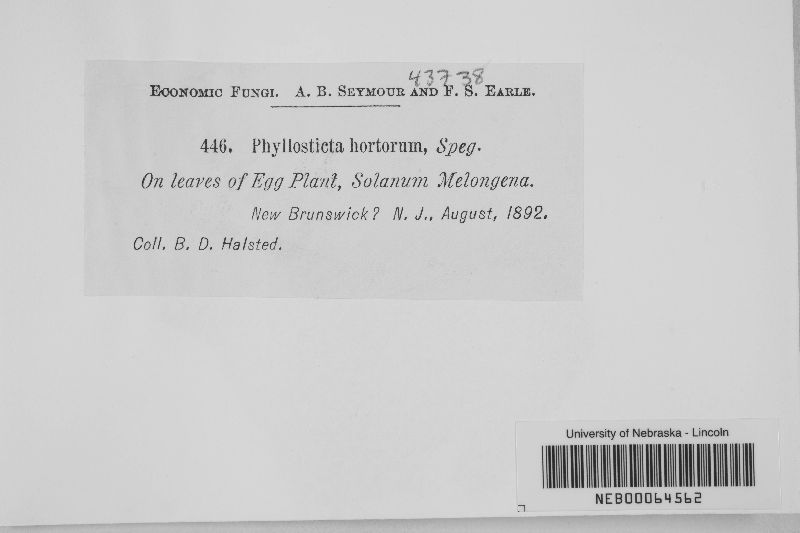 43738
Economic Fungi. A. B. Seymour and F. S. Earle.
446. Phyllosticta hortorum, Speg.
On leaves of Egg Plant, Solanum Melongena.
New Brunswick? N. J., August, 1892.
Coll. B. D. Halsted.
University of Nebraska - Lincoln
NEB00064562